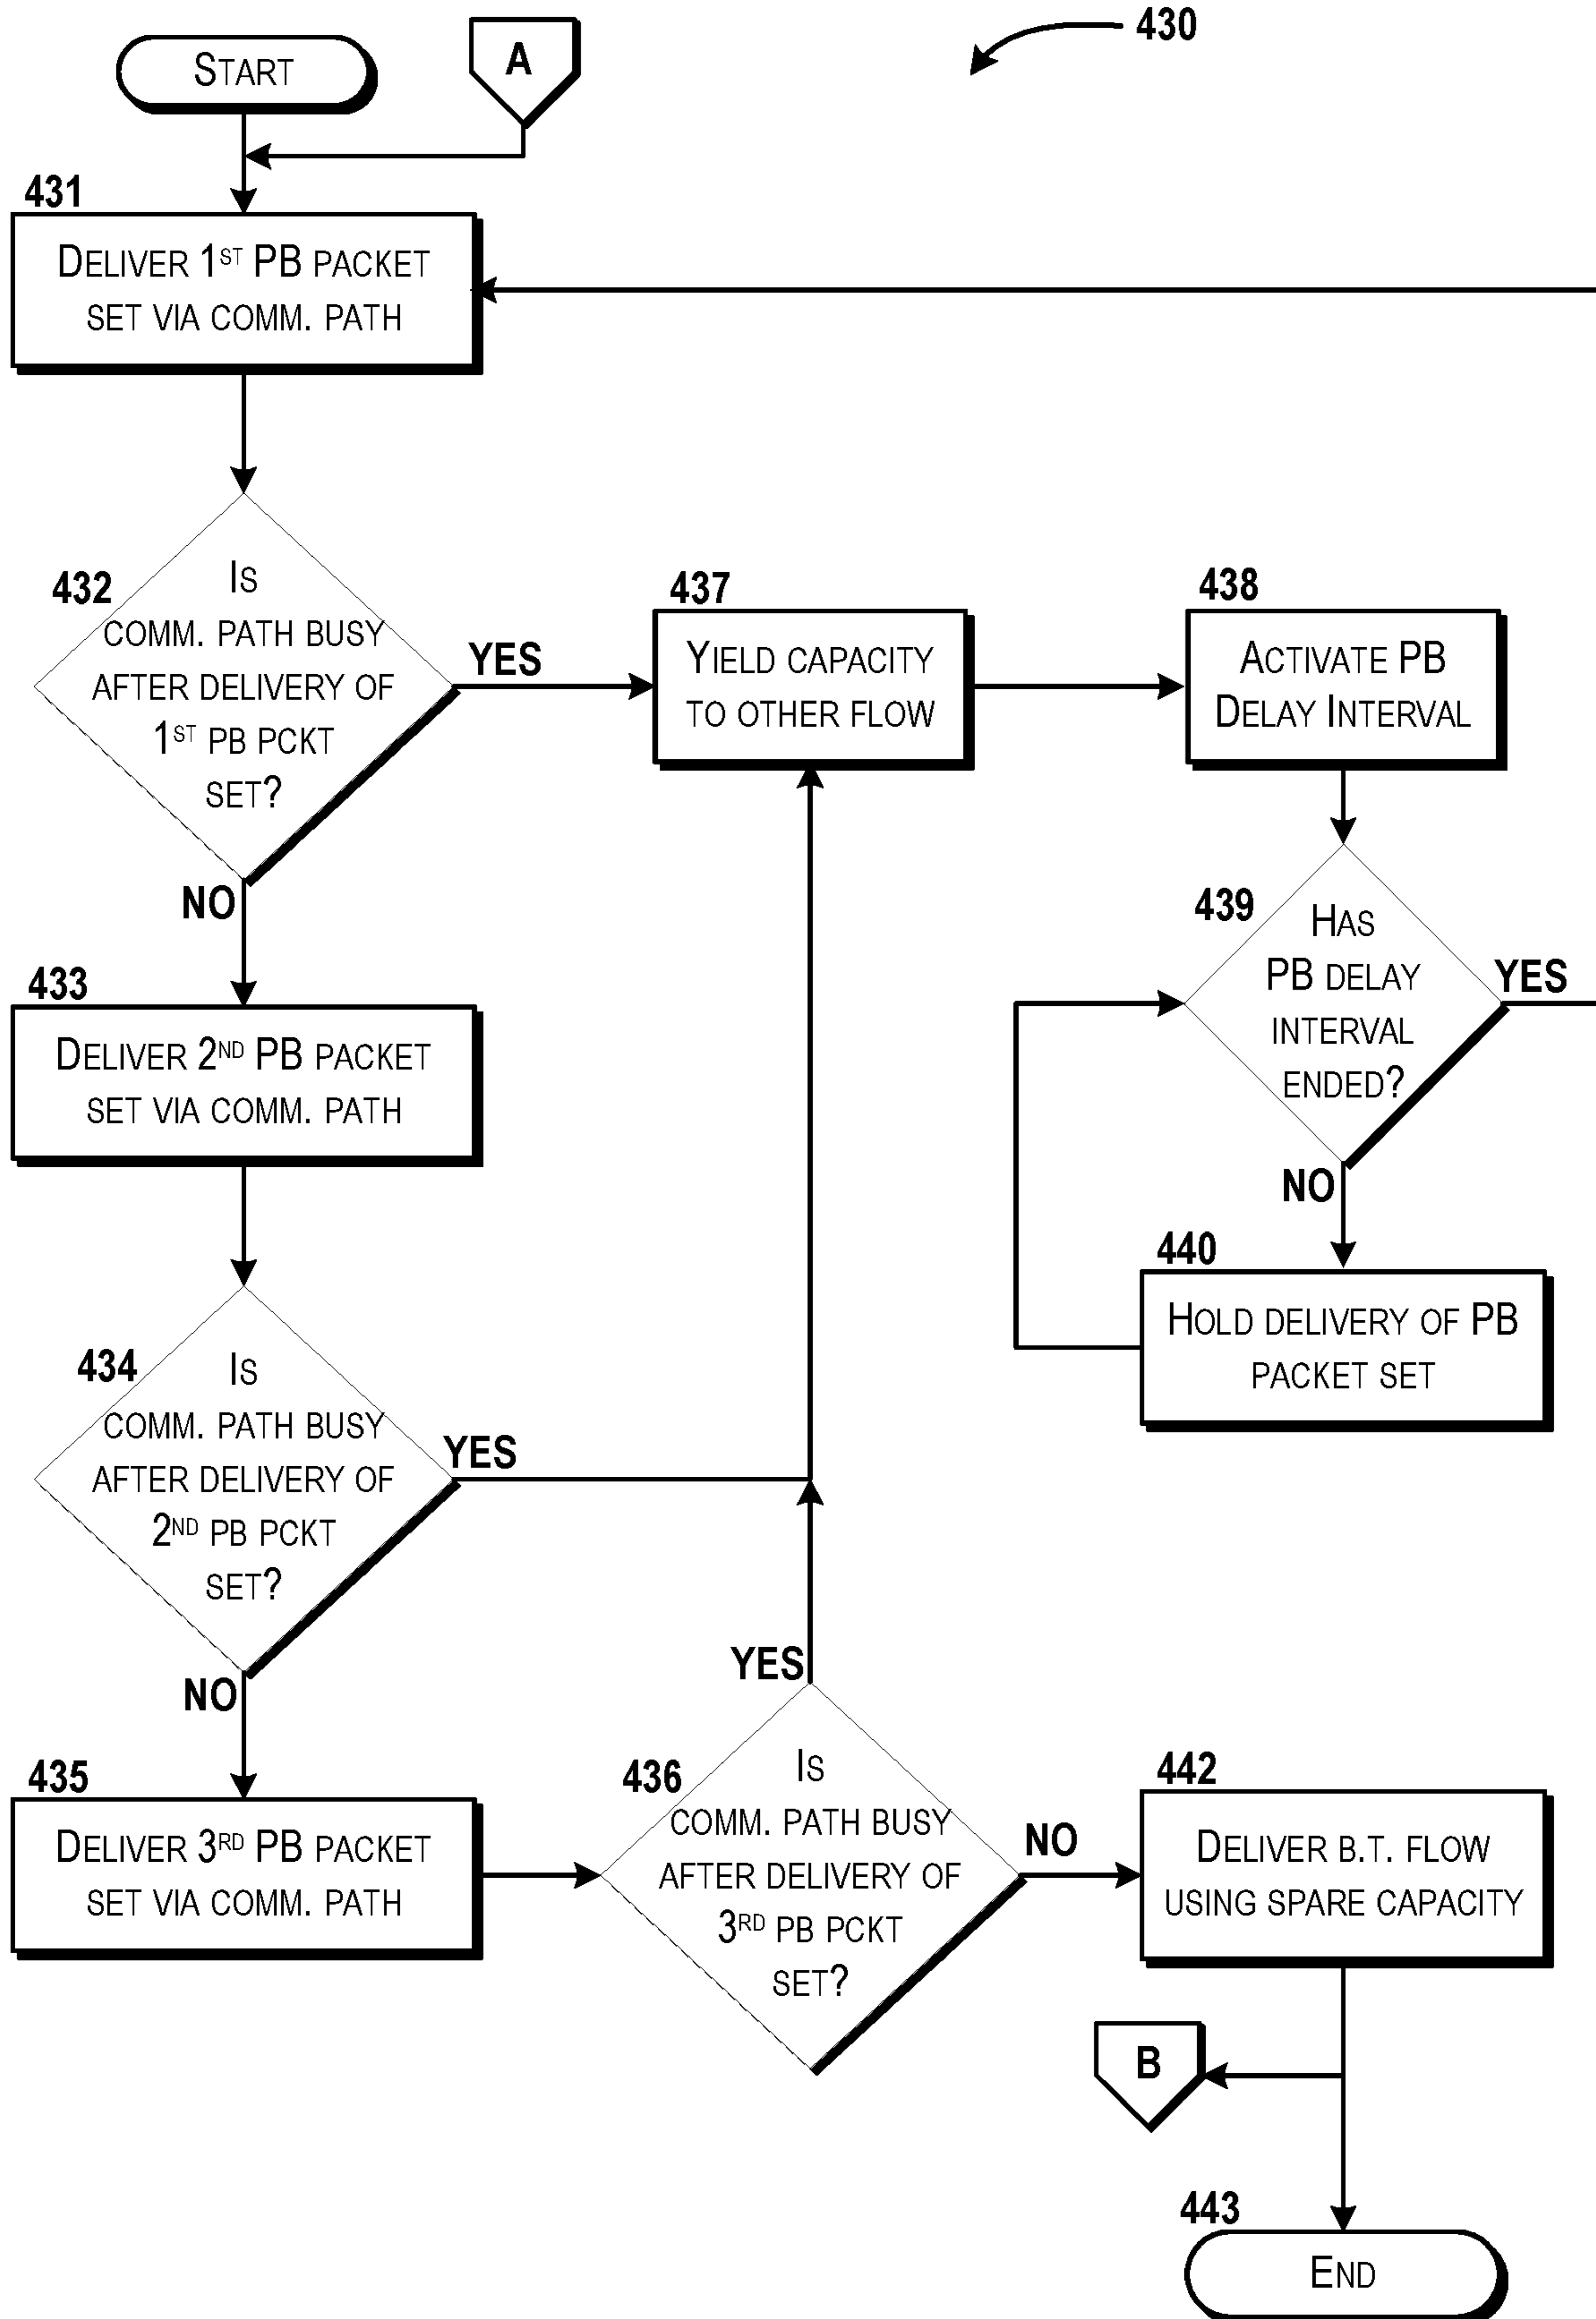 430
START
A
431
DELIVER 1ST PB PACKET
SET VIA COMM. PATH
432
IS
COMM. PATH BUSY
AFTER DELIVERY OF
1ST PB PCKT
SET?
YES
NO
437
YIELD CAPACITY
TO OTHER FLOW
438
ACTIVATE PB
DELAY INTERVAL
439
HAS
PB DELAY
INTERVAL
ENDED?
YES
NO
440
HOLD DELIVERY OF PB
PACKET SET
433
DELIVER 2ND PB PACKET
SET VIA COMM. PATH
434
IS
COMM. PATH BUSY
AFTER DELIVERY OF
2ND PB PCKT
SET?
YES
NO
435
DELIVER 3RD PB PACKET
SET VIA COMM. PATH
436
IS
COMM. PATH BUSY
AFTER DELIVERY OF
3RD PB PCKT
SET?
YES
NO
442
DELIVER B.T. FLOW
USING SPARE CAPACITY
B
443
END